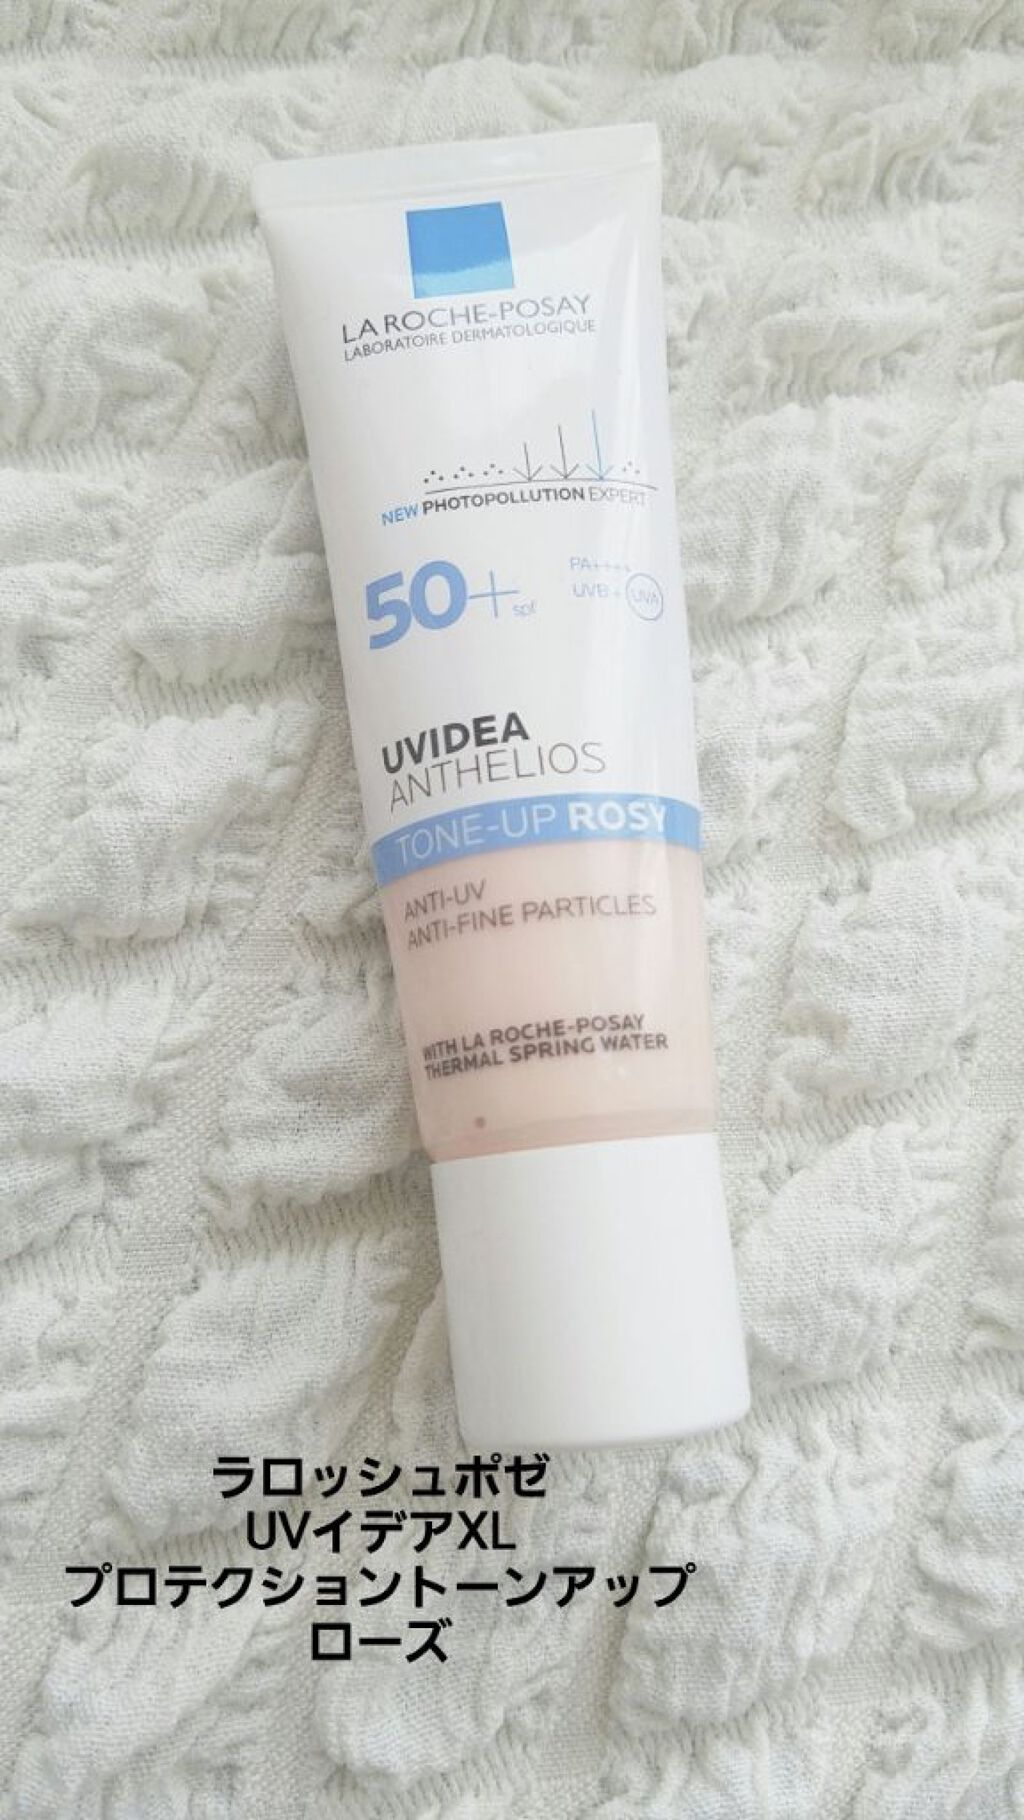 LA ROCHE-POSAY
LABORATOIRE DERMATOLOGIQUE
NEW PHOTOPOLLUTION EXPERT
50+ spf
PA++++
UVB + UVA
UVIDEA
ANTHELIOS
TONE-UP ROSY
ANTI-UV
ANTI-FINE PARTICLES
WITH LA ROCHE-POSAY
THERMAL SPRING WATER
ラロッシュポゼ
UVイデアXL
プロテクショントーンアップ
ローズ